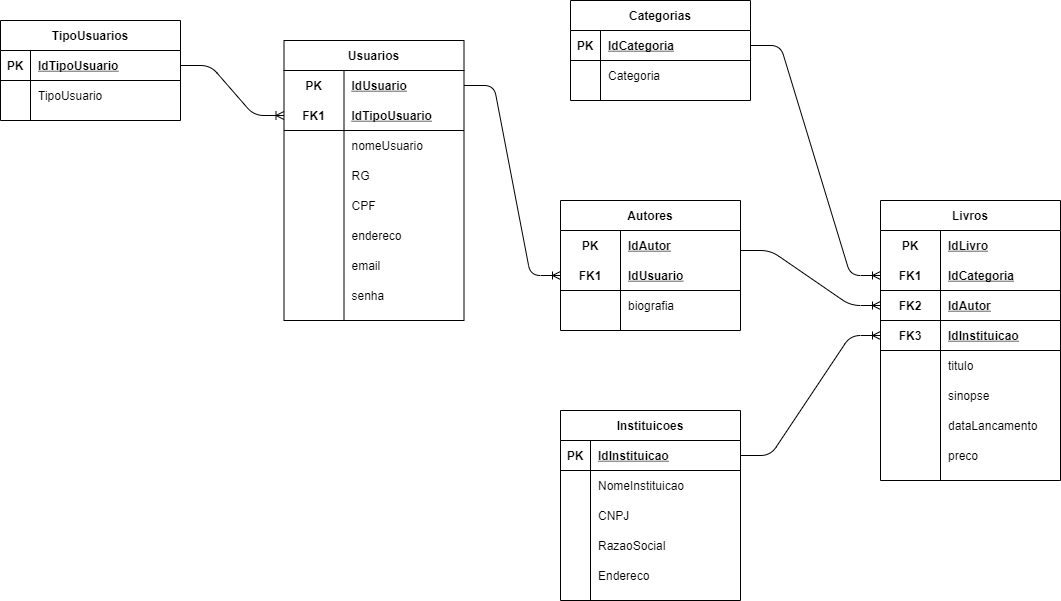 TipoUsuarios
PK IdTipoUsuario
TipoUsuario
Usuarios
PK IdUsuario
FK1 IdTipoUsuario
nomeUsuario
RG
CPF
endereco
email
senha
Categorias
PK IdCategoria
Categoria
Autores
PK IdAutor
FK1 IdUsuario
biografia
Livros
PK IdLivro
FK1 IdCategoria
FK2 IdAutor
FK3 IdInstituicao
titulo
sinopse
dataLancamento
preco
Instituicoes
PK IdInstituicao
NomeInstituicao
CNPJ
RazaoSocial
Endereco